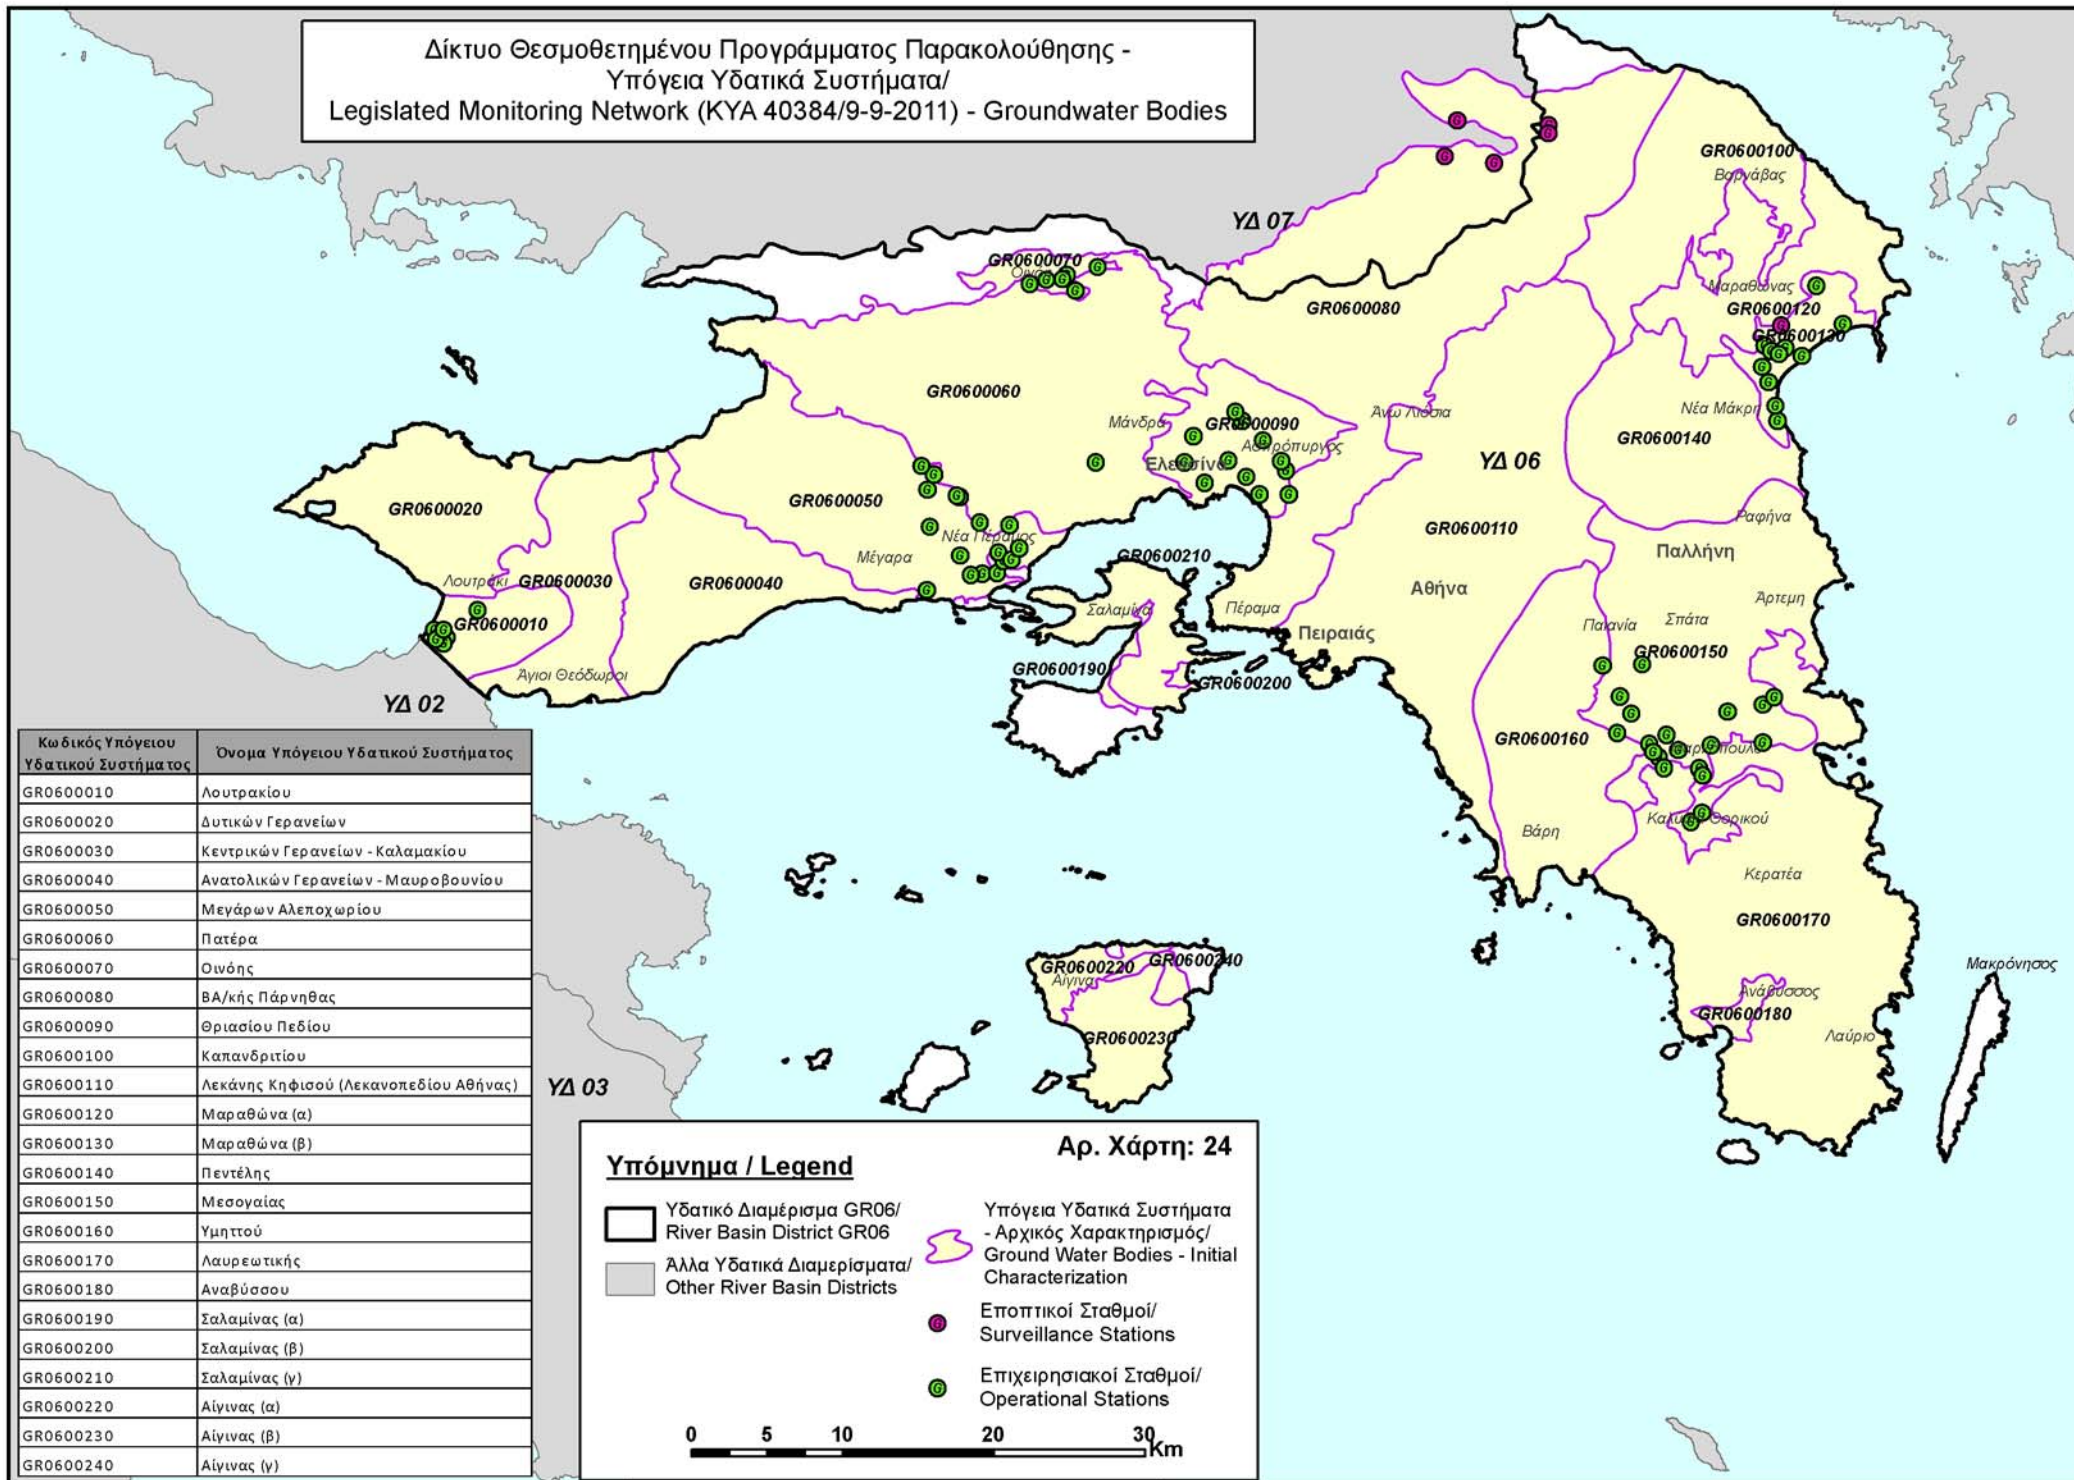 Δίκτυο Θεσμοθετημένου Προγράμματος Παρακολούθησης -
Υπόγεια Υδατικά Συστήματα/
Legislated Monitoring Network (ΚΥΑ 40384/9-9-2011) - Groundwater Bodies
GR0600100
Βαρνάβας
ΥΔ 07
GR0600070
GR0600080
Μαραθώνας
GR0600120
GR0600130
GR0600060
Μάνδρα
GR0600090
Ασπρόπυργος
Άνω Λιόσια
Νέα Μάκρη
GR0600140
Ελευσίνα
ΥΔ 06
GR0600020
GR0600050
Νέα Πέραμος
Μέγαρα
GR0600110
Ραφήνα
Παλλήνη
GR0600210
Λουτράκι
GR0600030
GR0600040
Αθήνα
Άρτεμη
Σαλαμίνα
Πέραμα
Πειραιάς
Παιανία
Σπάτα
GR0600010
GR0600150
GR0600190
GR0600200
Άγιοι Θεόδωροι
ΥΔ 02
GR0600160
Βάρη
Κερατέα
GR0600170
GR0600220
GR0600240
Αίγινα
Μακρόνησος
Ανάβυσσος
GR0600180
GR0600230
Λαύριο
ΥΔ 03
Κωδικός Υπόγειου Υδατικού Συστήματος Όνομα Υπόγειου Υδατικού Συστήματος
GR0600010 Λουτρακίου
GR0600020 Δυτικών Γερανείων
GR0600030 Κεντρικών Γερανείων - Καλαμακίου
GR0600040 Ανατολικών Γερανείων - Μαυροβουνίου
GR0600050 Μεγάρων Αλεποχωρίου
GR0600060 Πατέρα
GR0600070 Οινόης
GR0600080 ΒΑ/κής Πάρνηθας
GR0600090 Θριασίου Πεδίου
GR0600100 Καπανδριτίου
GR0600110 Λεκάνης Κηφισού (Λεκανοπεδίου Αθήνας)
GR0600120 Μαραθώνα (α)
GR0600130 Μαραθώνα (β)
GR0600140 Πεντέλης
GR0600150 Μεσογαίας
GR0600160 Υμηττού
GR0600170 Λαυρεωτικής
GR0600180 Αναβύσσου
GR0600190 Σαλαμίνας (α)
GR0600200 Σαλαμίνας (β)
GR0600210 Σαλαμίνας (γ)
GR0600220 Αίγινας (α)
GR0600230 Αίγινας (β)
GR0600240 Αίγινας (γ)
Αρ. Χάρτη: 24
Υπόμνημα / Legend
Υδατικό Διαμέρισμα GR06/
River Basin District GR06
Άλλα Υδατικά Διαμερίσματα/
Other River Basin Districts
Υπόγεια Υδατικά Συστήματα
- Αρχικός Χαρακτηρισμός/
Ground Water Bodies - Initial
Characterization
Εποπτικοί Σταθμοί/
Surveillance Stations
Επιχειρησιακοί Σταθμοί/
Operational Stations
0 5 10 20 30 Km